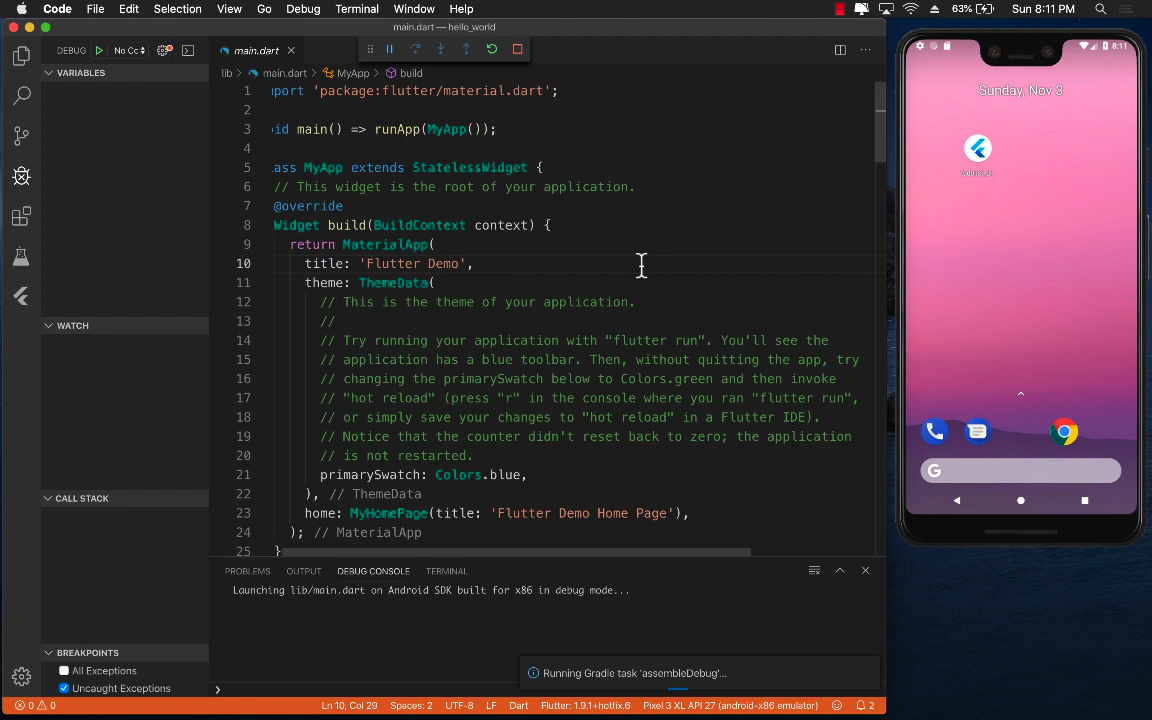 Code File Edit Selection View Go Debug Terminal Window Help 63% Sun 8:11 PM
main.dart — hello_world
DEBUG No Cc main.dart
VARIABLES
lib › main.dart › MyApp › build
1 port 'package:flutter/material.dart';
2
3 id main() => runApp(MyApp());
4
5 ass MyApp extends StatelessWidget {
6 // This widget is the root of your application.
7 @override
8 Widget build(BuildContext context) {
9 return MaterialApp(
10 title: 'Flutter Demo',
11 theme: ThemeData(
12 // This is the theme of your application.
13 //
14 // Try running your application with "flutter run". You'll see the
15 // application has a blue toolbar. Then, without quitting the app, try
16 // changing the primarySwatch below to Colors.green and then invoke
17 // "hot reload" (press "r" in the console where you ran "flutter run",
18 // or simply save your changes to "hot reload" in a Flutter IDE).
19 // Notice that the counter didn't reset back to zero; the application
20 // is not restarted.
21 primarySwatch: Colors.blue,
22 ), // ThemeData
23 home: MyHomePage(title: 'Flutter Demo Home Page'),
24 ); // MaterialApp
25 }
WATCH
CALL STACK
BREAKPOINTS
All Exceptions
Uncaught Exceptions
PROBLEMS OUTPUT DEBUG CONSOLE TERMINAL
Launching lib/main.dart on Android SDK built for x86 in debug mode...
Running Gradle task 'assembleDebug'...
0 0 Ln 10, Col 29 Spaces: 2 UTF-8 LF Dart Flutter: 1.9.1+hotfix.6 Pixel 3 XL API 27 (android-x86 emulator) 2
8:11
Sunday, Nov 3
G